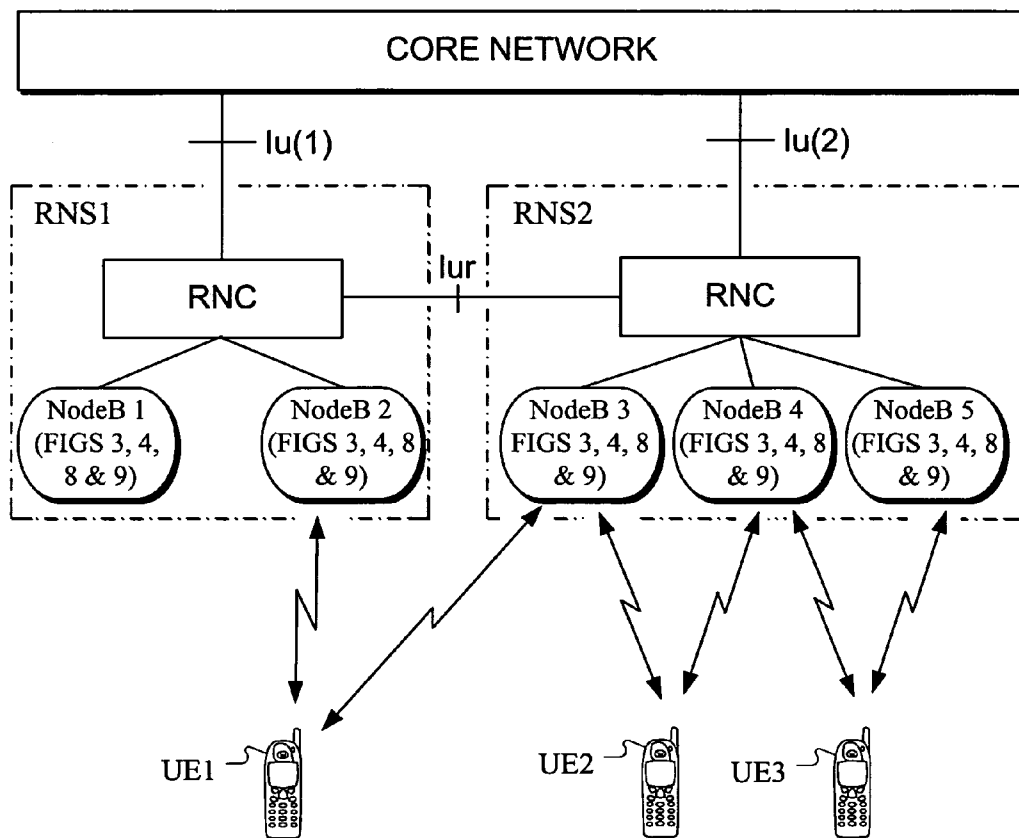 CORE NETWORK
Iu(1)
Iu(2)
RNS1
RNS2
Iur
RNC
RNC
NodeB 1
(FIGS 3, 4,
8 & 9)
NodeB 2
(FIGS 3, 4, 8
& 9)
NodeB 3
FIGS 3, 4, 8
& 9)
NodeB 4
(FIGS 3, 4, 8
& 9)
NodeB 5
(FIGS 3, 4, 8
& 9)
UE1
UE2
UE3